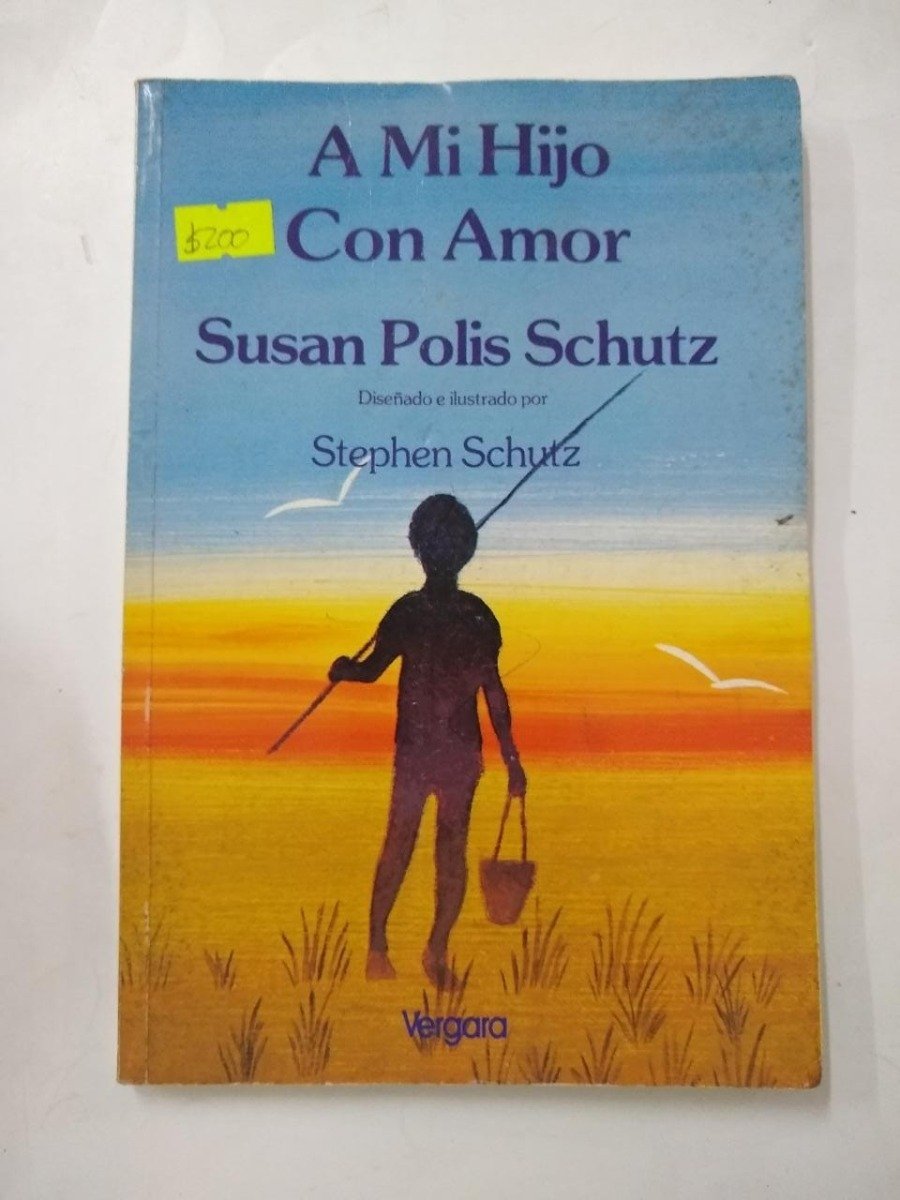 A Mi Hijo
$200
Con Amor
Susan Polis Schutz
Diseñado e ilustrado por
Stephen Schutz
Vergara